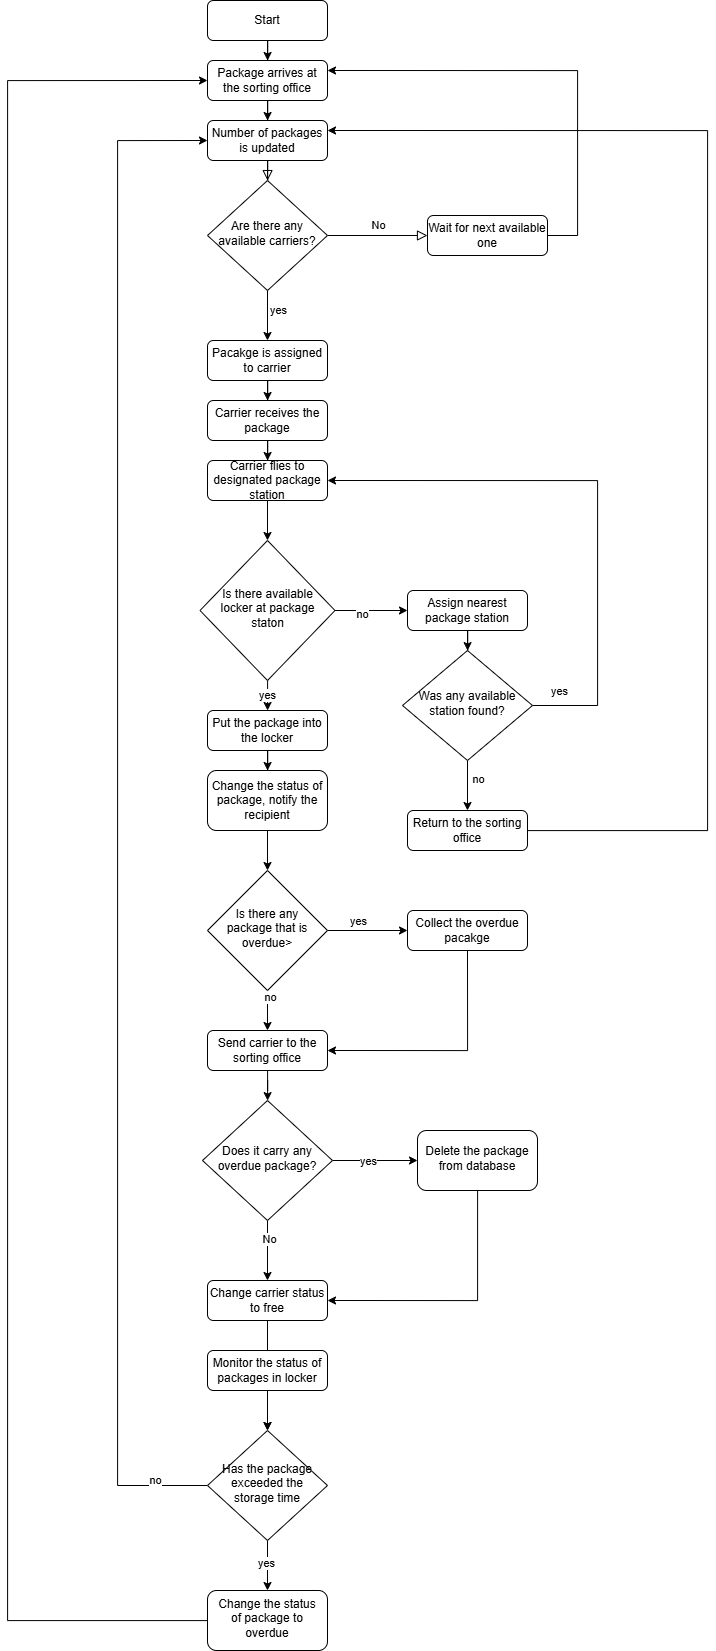 Start
Package arrives at
the sorting office
Number of packages
is updated
Are there any
available carriers?
No
Wait for next available
one
yes
Pacakge is assigned
to carrier
Carrier receives the
package
Carrier flies to
designated package
station
Is there available
locker at package
staton
no
Assign nearest
package station
yes
Was any available
station found?
yes
Put the package into
the locker
no
Change the status of
package, notify the
recipient
Return to the sorting
office
Is there any
package that is
overdue>
yes
Collect the overdue
pacakge
no
Send carrier to the
sorting office
Does it carry any
overdue package?
yes
Delete the package
from database
No
Change carrier status
to free
Monitor the status of
packages in locker
Has the package
exceeded the
storage time
no
yes
Change the status
of package to
overdue